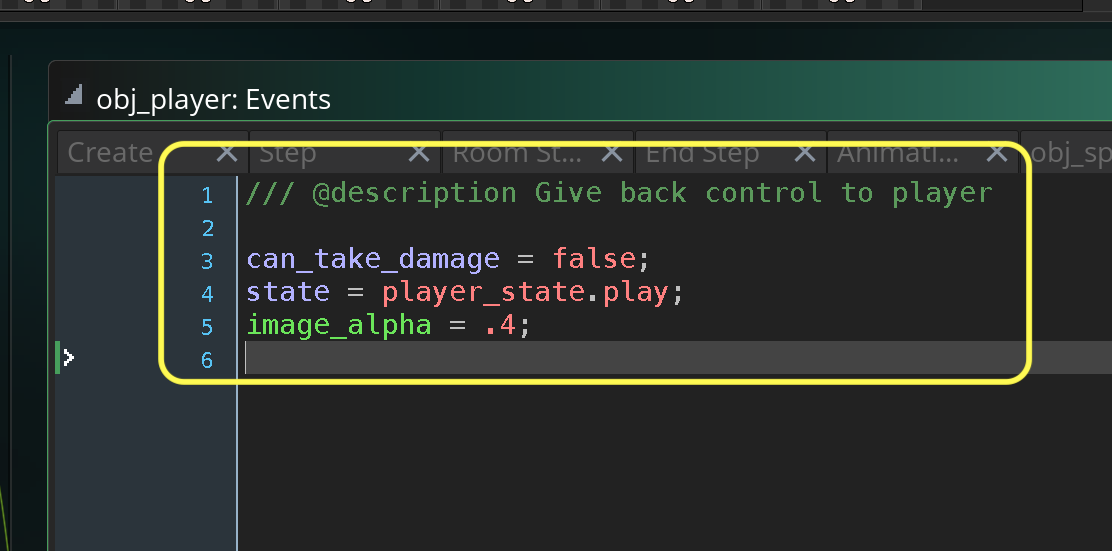 obj_player: Events
Create Step Room St... End Step Animati... obj_sp
1 /// @description Give back control to player
2
3 can_take_damage = false;
4 state = player_state.play;
5 image_alpha = .4;
6